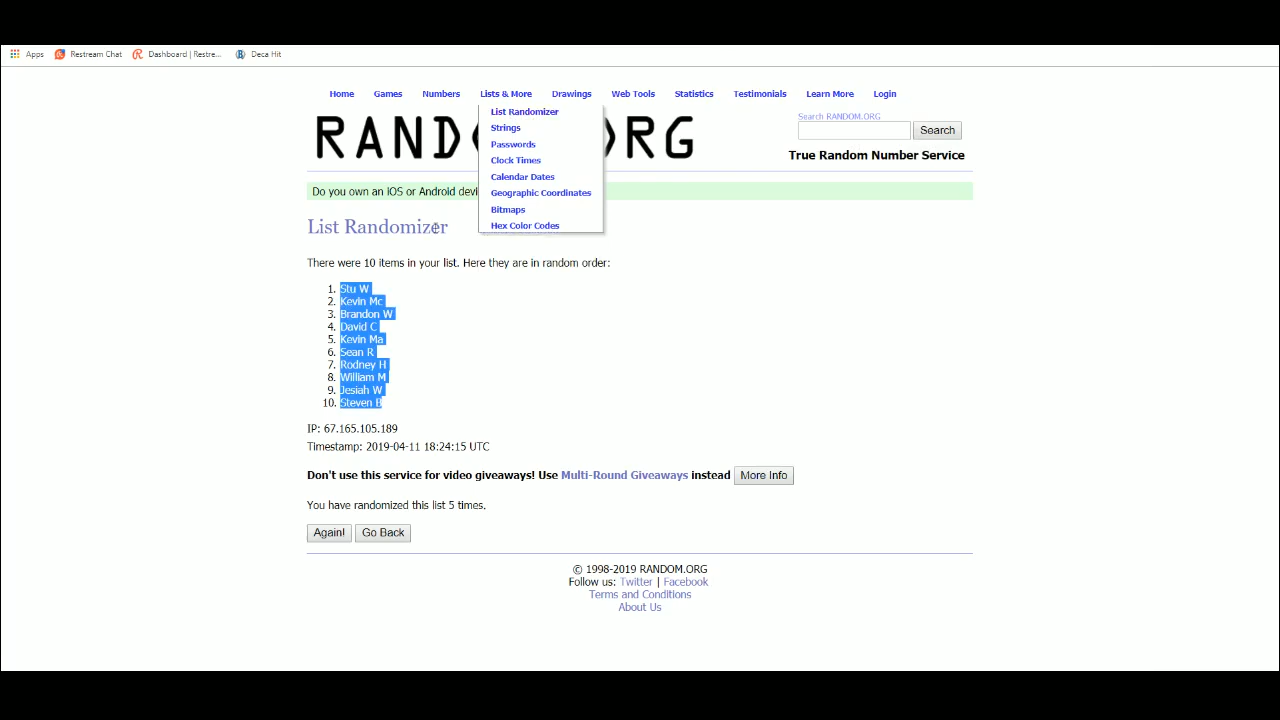 Apps Restream Chat Dashboard | Restre... Deca Hit
Home Games Numbers Lists & More Drawings Web Tools Statistics Testimonials Learn More Login
List Randomizer
Strings
Passwords
Clock Times
Calendar Dates
Geographic Coordinates
Bitmaps
Hex Color Codes
RAND RG
Search RANDOM.ORG
Search
True Random Number Service
Do you own an iOS or Android devi
List Randomizer
There were 10 items in your list. Here they are in random order:
1. Stu W
2. Kevin Mc
3. Brandon W
4. David C
5. Kevin Ma
6. Sean R
7. Rodney H
8. William M
9. Jesiah W
10. Steven B
IP: 67.165.105.189
Timestamp: 2019-04-11 18:24:15 UTC
Don't use this service for video giveaways! Use Multi-Round Giveaways instead More Info
You have randomized this list 5 times.
Again! Go Back
© 1998-2019 RANDOM.ORG
Follow us: Twitter | Facebook
Terms and Conditions
About Us